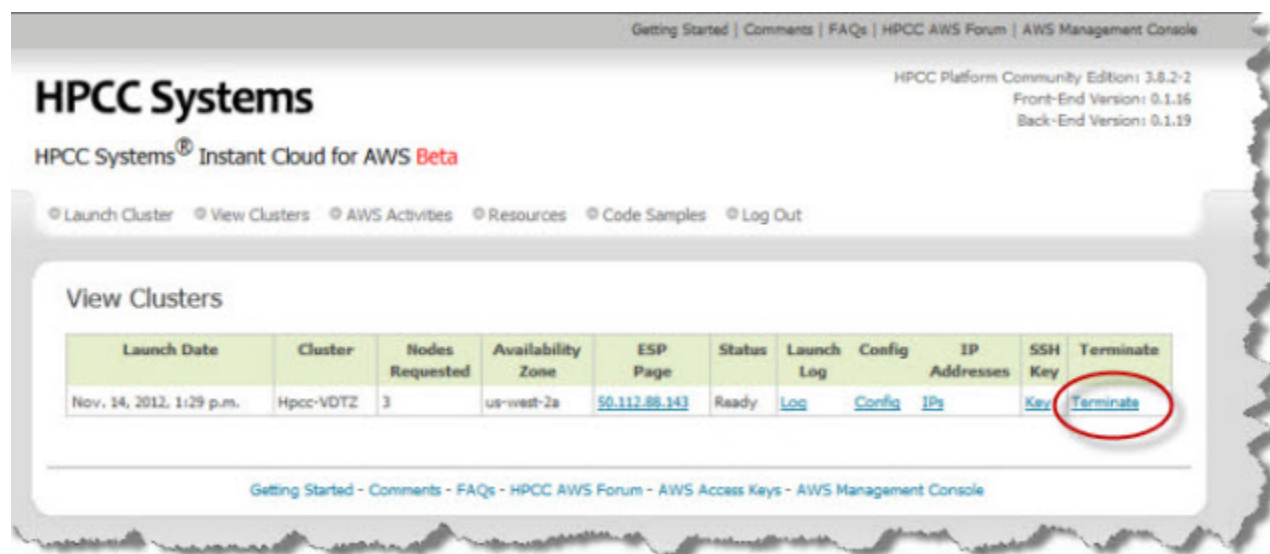 Getting Started | Comments | FAQs | HPCC AWS Forum | AWS Management Console
HPCC Systems
HPCC Platform Community Edition: 3.8.2-2
Front-End Version: 0.1.16
Back-End Version: 0.1.19
HPCC Systems® Instant Cloud for AWS Beta
Launch Cluster View Clusters AWS Activities Resources Code Samples Log Out
View Clusters
Launch Date Cluster Nodes Requested Availability Zone ESP Page Status Launch Log Config IP Addresses SSH Key Terminate
Nov. 14, 2012, 1:29 p.m. Hpcc-VDTZ 3 us-west-2a 50.112.88.143 Ready Log Config IPs Key Terminate
Getting Started - Comments - FAQs - HPCC AWS Forum - AWS Access Keys - AWS Management Console